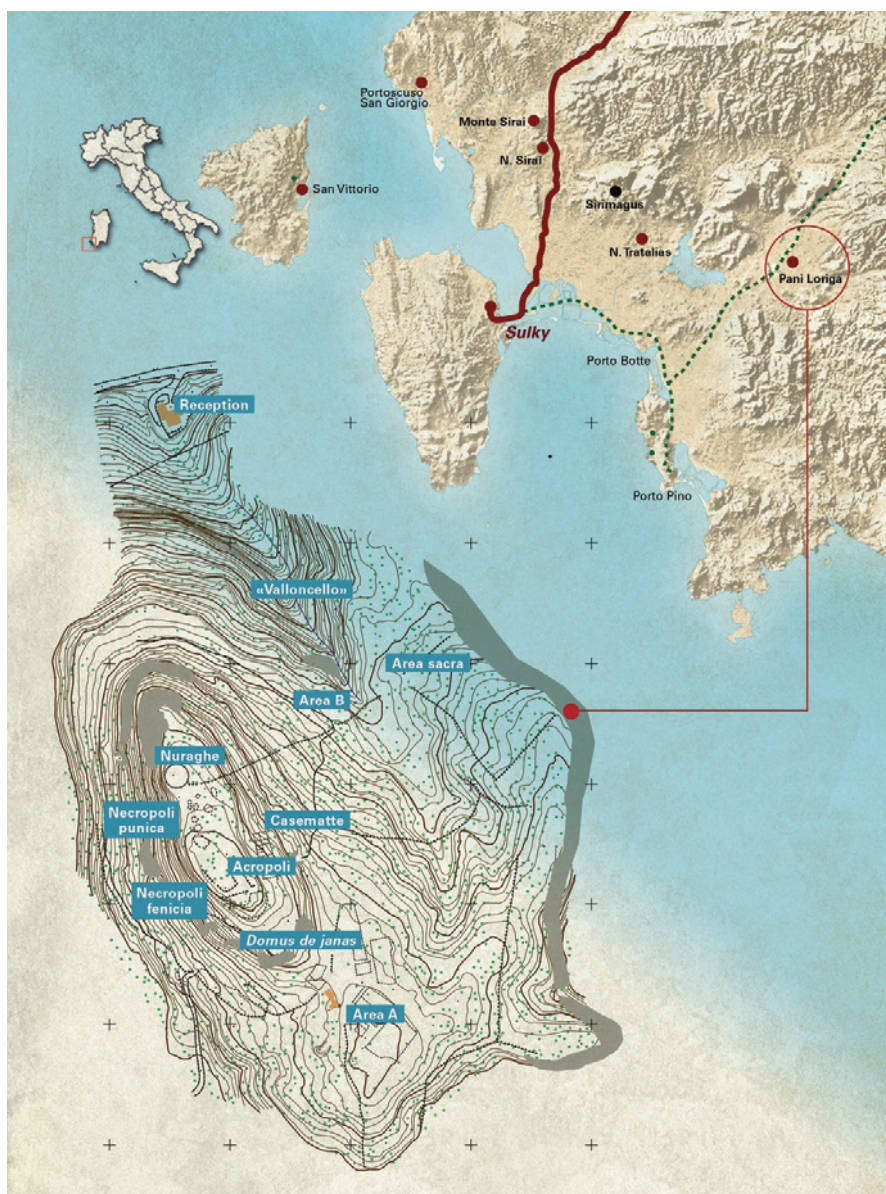 Portoscuso
San Giorgio
Monte Sirai
N. Sirai
San Vittorio
Sirimagus
N. Tratalias
Pani Loriga
Sulky
Porto Botte
Porto Pino
Reception
«Valloncello»
Area sacra
Area B
Nuraghe
Necropoli
punica
Casematte
Acropoli
Necropoli
fenicia
Domus de janas
Area A